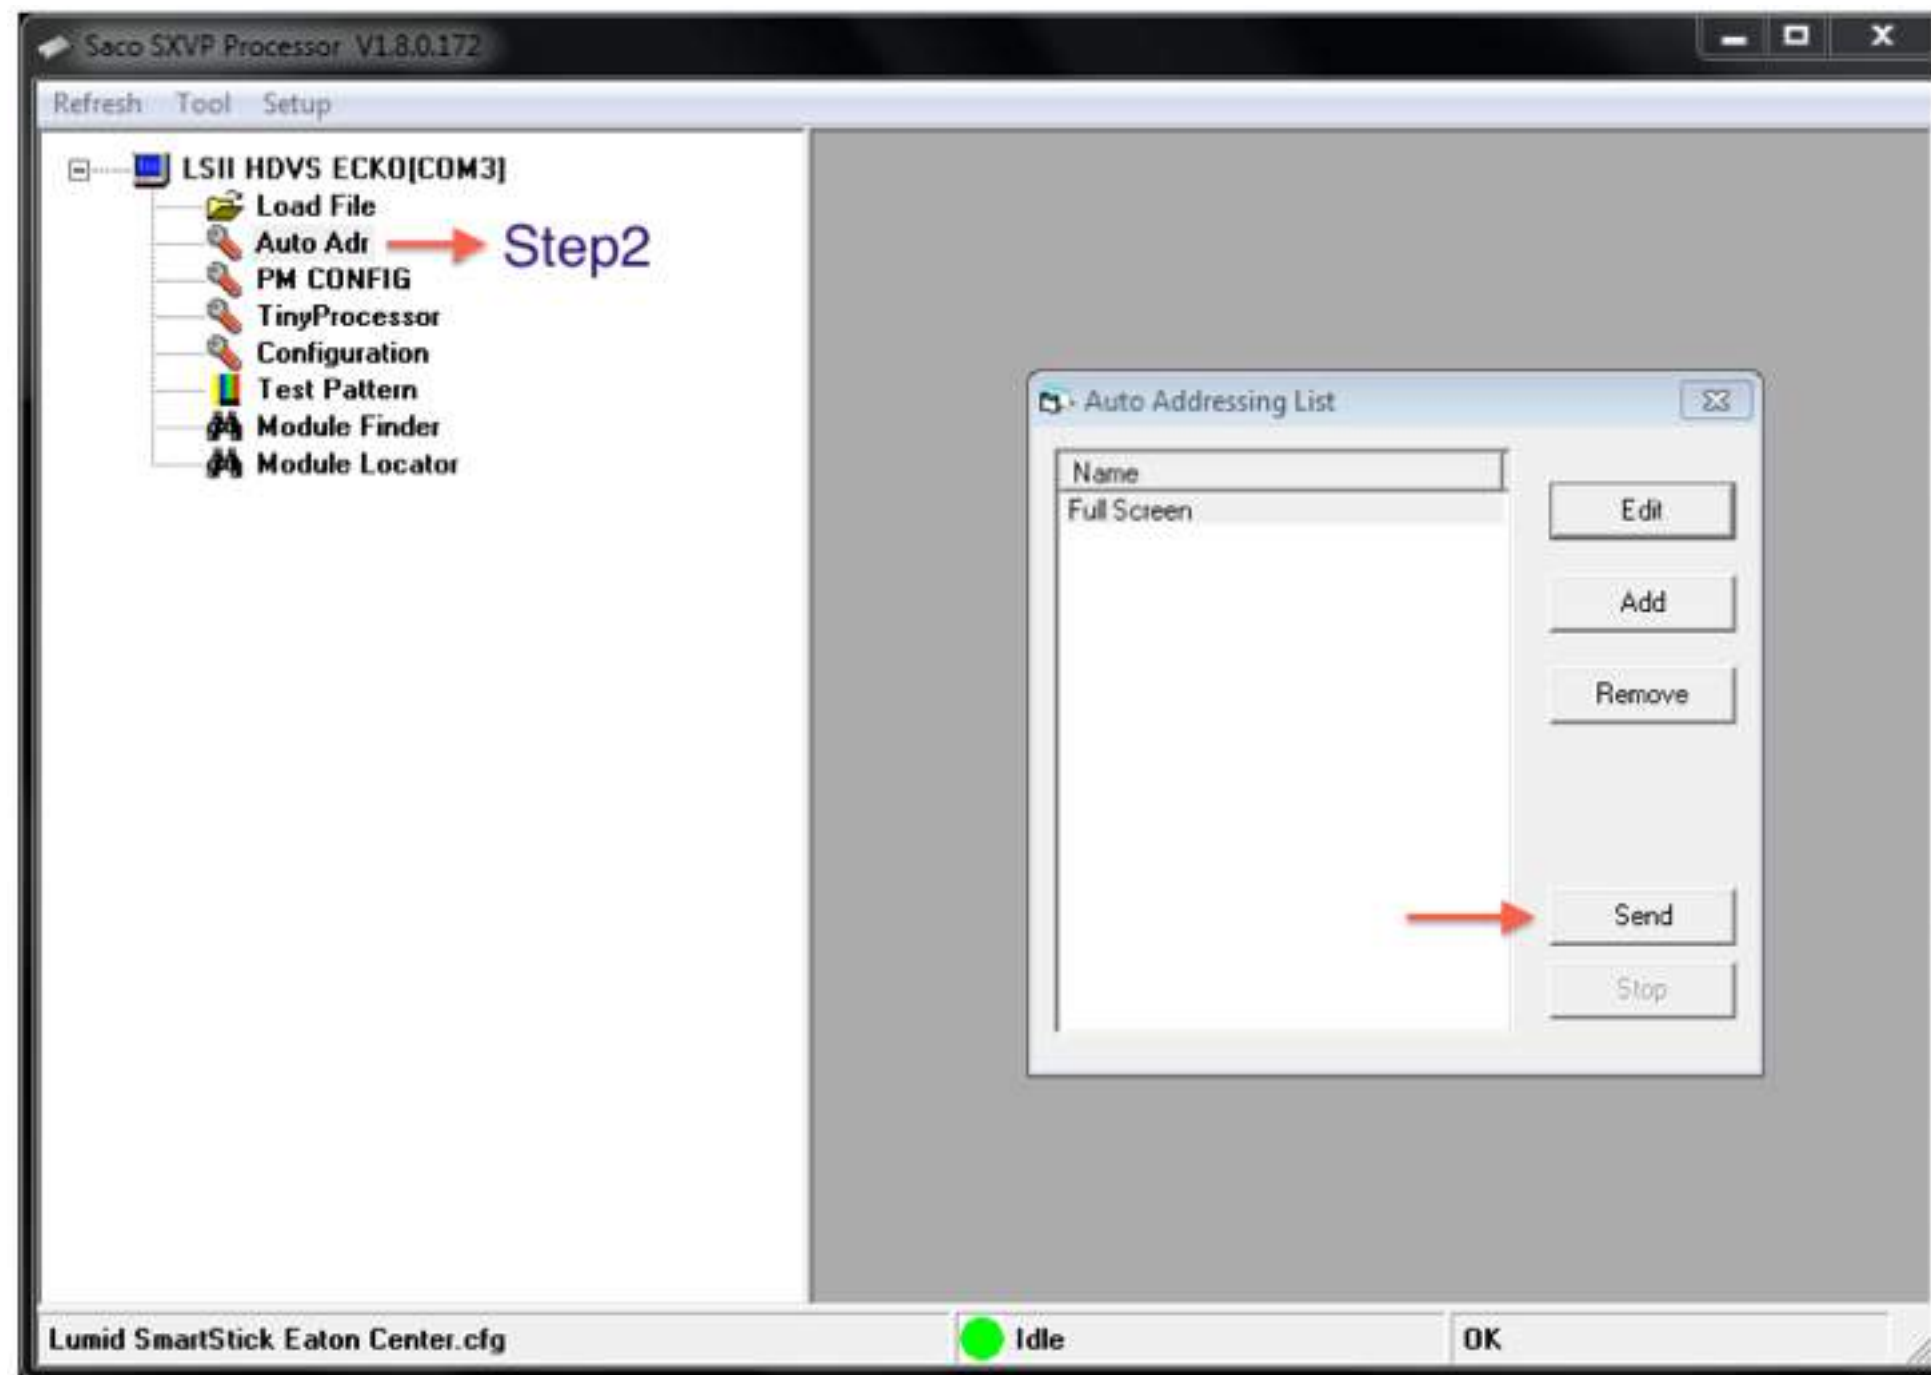 Saco SXVP Processor V1.8.0.172
Refresh Tool Setup
LSII HDVS ECKO[COM3]
Load File
Auto Adr
Step2
PM CONFIG
TinyProcessor
Configuration
Test Pattern
Module Finder
Module Locator
Auto Addressing List
Name
Full Screen
Edit
Add
Remove
Send
Stop
Lumid SmartStick Eaton Center.cfg
Idle
OK